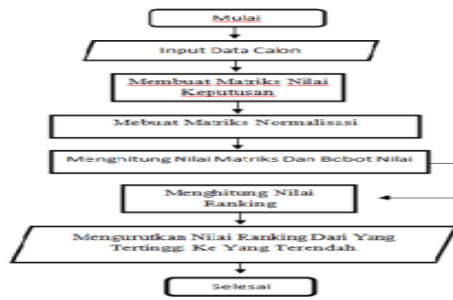 Mulai
Input Data Calon
Membuat Matriks Nilai
Keputusan
Mebuat Matriks Normalisasi
Menghitung Nilai Matriks Dan Bobot Nilai
Menghitung Nilai
Ranking
Mengurutkan Nilai Ranking Dari Yang
Tertinggi Ke Yang Terendah
Selesai